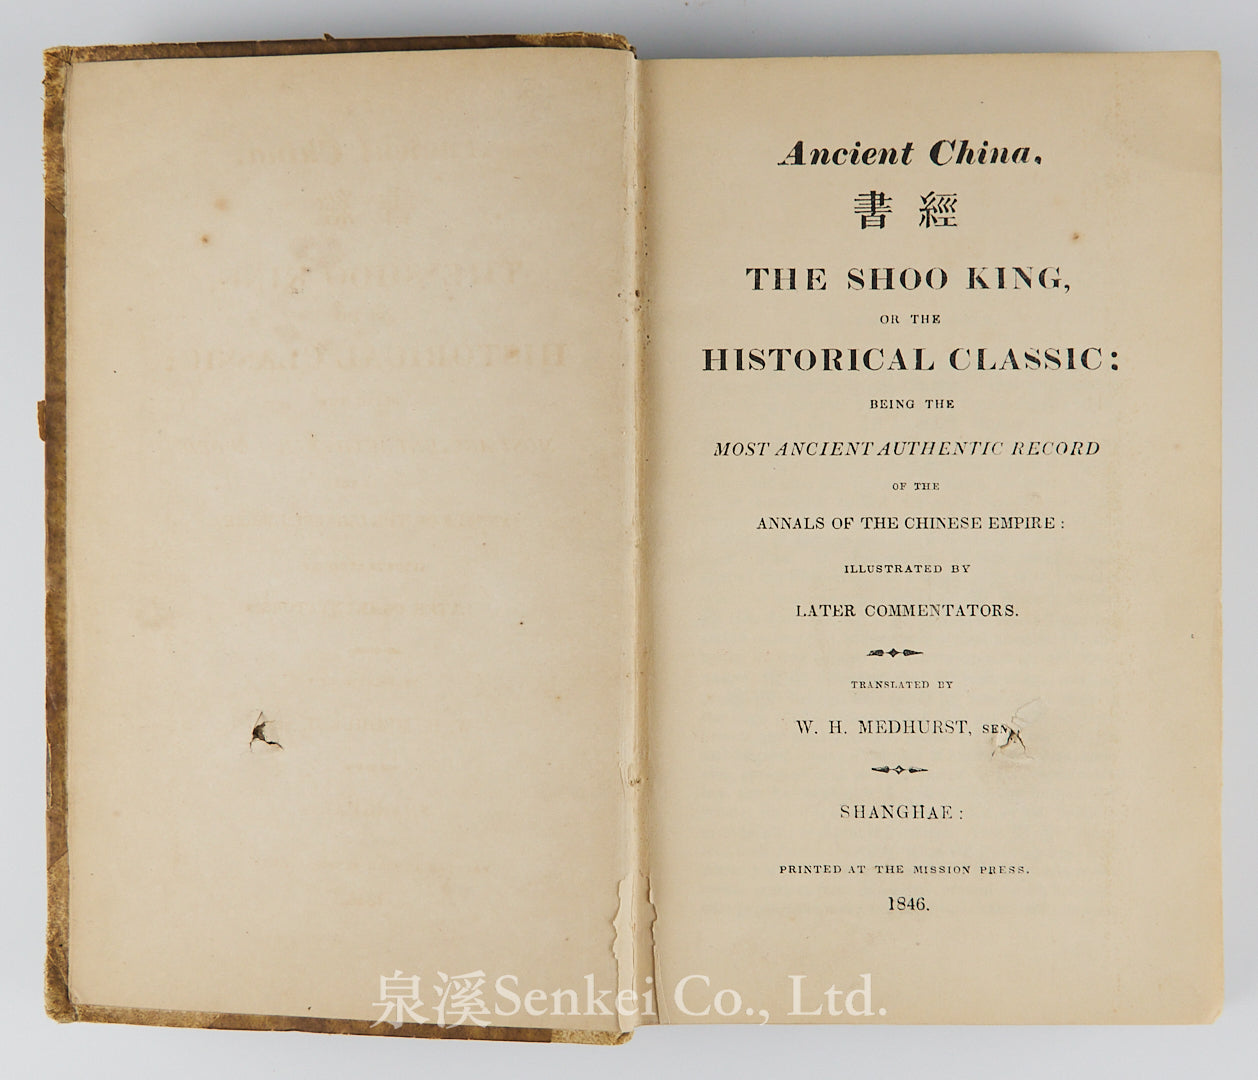 Ancient China.
書 經
THE SHOO KING,
OR THE
HISTORICAL CLASSIC:
BEING THE
MOST ANCIENT AUTHENTIC RECORD
OF THE
ANNALS OF THE CHINESE EMPIRE:
ILLUSTRATED BY
LATER COMMENTATORS.
TRANSLATED BY
W. H. MEDHURST, SEN.
SHANGHAE:
PRINTED AT THE MISSION PRESS.
1846.
泉溪Senkei Co., Ltd.